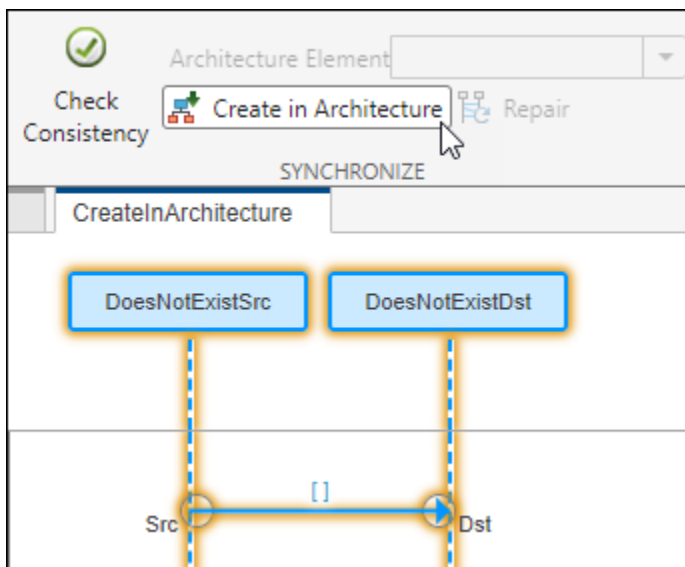 Architecture Element
Check
Consistency
Create in Architecture
Repair
SYNCHRONIZE
CreateInArchitecture
DoesNotExistSrc
DoesNotExistDst
[ ]
Src
Dst